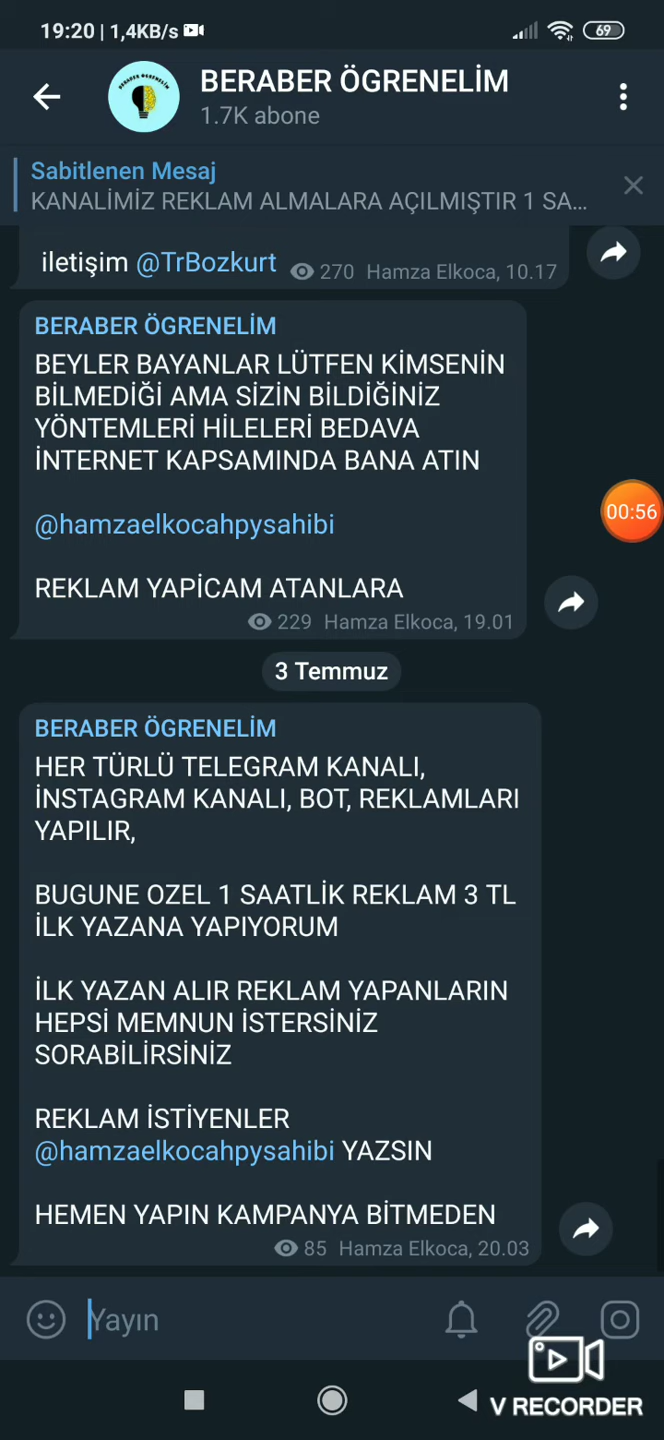 19:20 | 1,4KB/s
69
BERABER ÖGRENELİM
1.7K abone
Sabitlenen Mesaj
KANALİMİZ REKLAM ALMALARA AÇILMIŞTIR 1 SA...
iletişim @TrBozkurt
270 Hamza Elkoca, 10.17
BERABER ÖGRENELİM
BEYLER BAYANLAR LÜTFEN KİMSENİN
BİLMEDİĞİ AMA SİZİN BİLDİĞİNİZ
YÖNTEMLERİ HİLELERİ BEDAVA
İNTERNET KAPSAMINDA BANA ATIN
@hamzaelkocahpysahibi
00:56
REKLAM YAPİCAM ATANLARA
229 Hamza Elkoca, 19.01
3 Temmuz
BERABER ÖGRENELİM
HER TÜRLÜ TELEGRAM KANALI,
İNSTAGRAM KANALI, BOT, REKLAMLARI
YAPILIR,
BUGUNE OZEL 1 SAATLİK REKLAM 3 TL
İLK YAZANA YAPIYORUM
İLK YAZAN ALIR REKLAM YAPANLARIN
HEPSİ MEMNUN İSTERSİNİZ
SORABİLİRSİNİZ
REKLAM İSTİYENLER
@hamzaelkocahpysahibi YAZSIN
HEMEN YAPIN KAMPANYA BİTMEDEN
85 Hamza Elkoca, 20.03
Yayın
V RECORDER